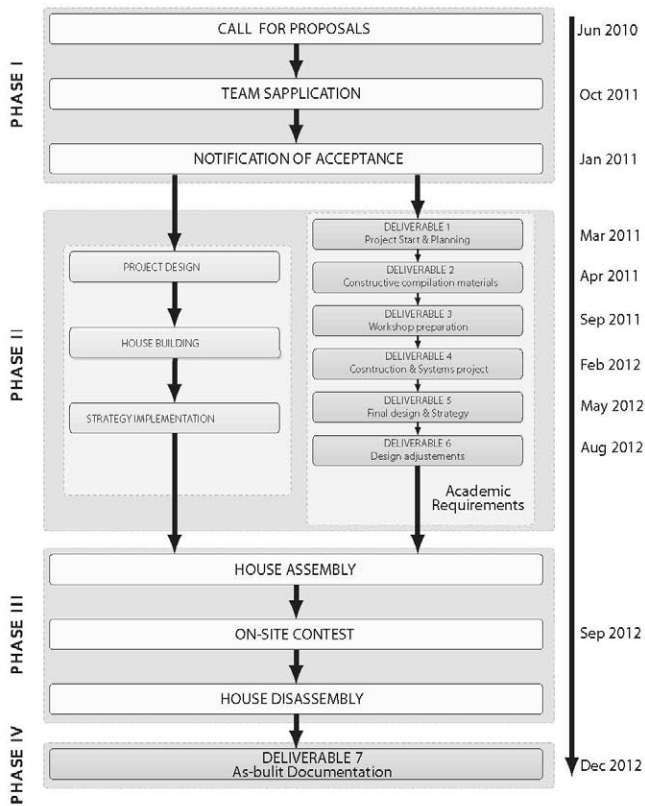 PHASE I
CALL FOR PROPOSALS
Jun 2010
TEAM SAPPLICATION
Oct 2011
NOTIFICATION OF ACCEPTANCE
Jan 2011
PHASE II
PROJECT DESIGN
HOUSE BUILDING
STRATEGY IMPLEMENTATION
DELIVERABLE 1
Project Start & Planning
Mar 2011
DELIVERABLE 2
Constructive compilation materials
Apr 2011
DELIVERABLE 3
Workshop preparation
Sep 2011
DELIVERABLE 4
Cosntruction & Systems project
Feb 2012
DELIVERABLE 5
Final design & Strategy
May 2012
DELIVERABLE 6
Design adjustements
Aug 2012
Academic
Requirements
PHASE III
HOUSE ASSEMBLY
ON-SITE CONTEST
Sep 2012
HOUSE DISASSEMBLY
PHASE IV
DELIVERABLE 7
As-bulit Documentation
Dec 2012